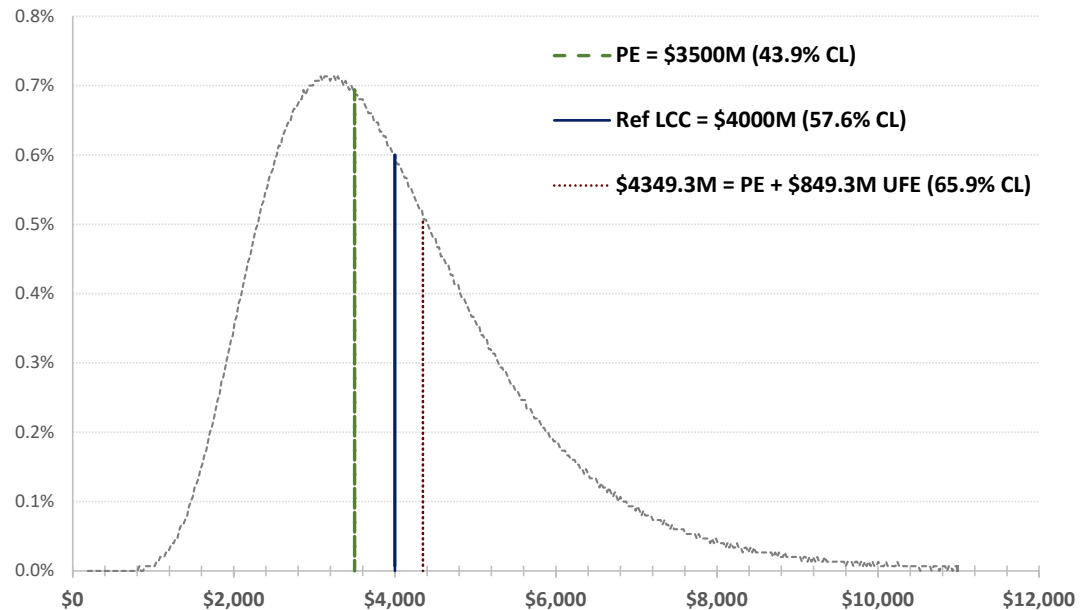 0.8%
PE = $3500M (43.9% CL)
0.7%
Ref LCC = $4000M (57.6% CL)
0.6%
$4349.3M = PE + $849.3M UFE (65.9% CL)
0.5%
0.4%
0.3%
0.2%
0.1%
0.0%
$0 $2,000 $4,000 $6,000 $8,000 $10,000 $12,000